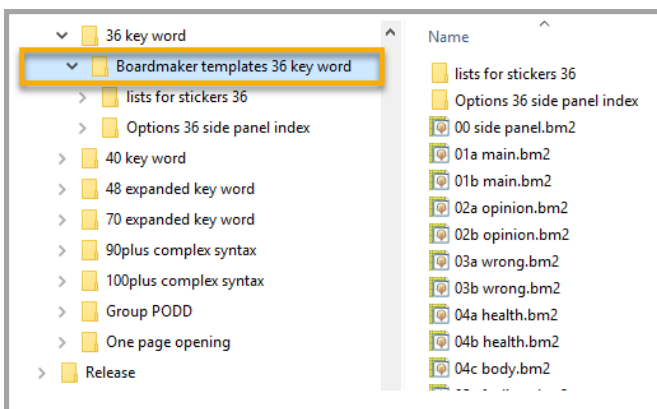 36 key word
Boardmaker templates 36 key word
lists for stickers 36
Options 36 side panel index
40 key word
48 expanded key word
70 expanded key word
90plus complex syntax
100plus complex syntax
Group PODD
One page opening
Release
Name
lists for stickers 36
Options 36 side panel index
00 side panel.bm2
01a main.bm2
01b main.bm2
02a opinion.bm2
02b opinion.bm2
03a wrong.bm2
03b wrong.bm2
04a health.bm2
04b health.bm2
04c body.bm2